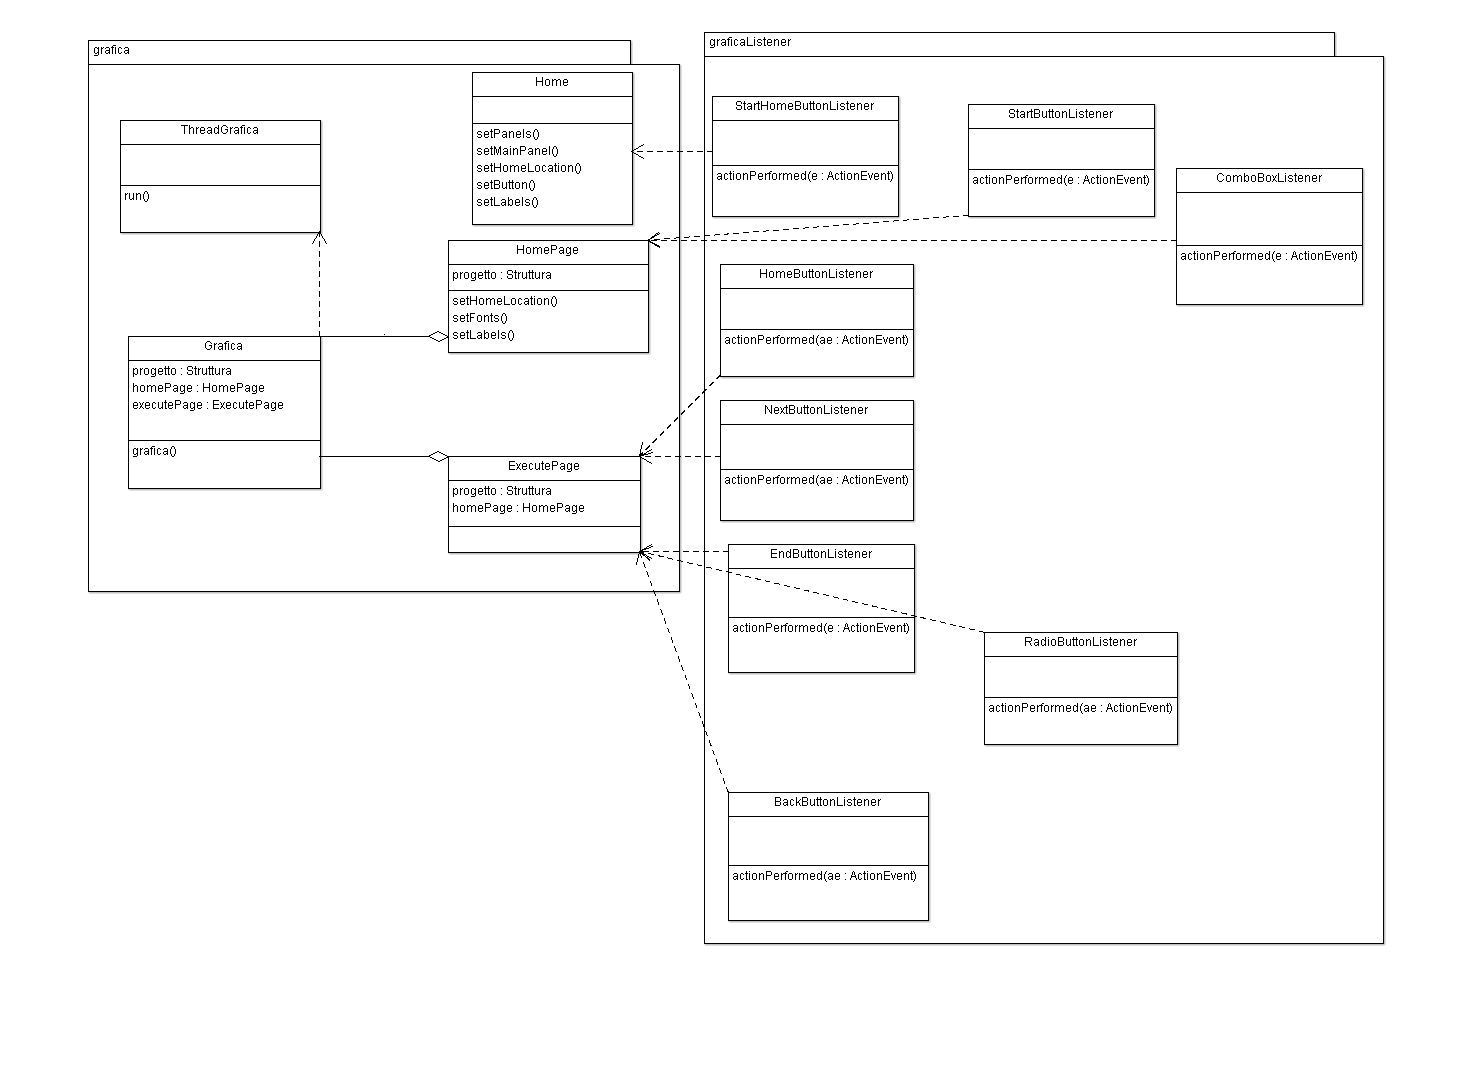 grafica
Home
setPanels()
setMainPanel()
setHomeLocation()
setButton()
setLabels()
ThreadGrafica
run()
HomePage
progetto : Struttura
setHomeLocation()
setFonts()
setLabels()
Grafica
progetto : Struttura
homePage : HomePage
executePage : ExecutePage
grafica()
ExecutePage
progetto : Struttura
homePage : HomePage
graficaListener
StartHomeButtonListener
actionPerformed(e : ActionEvent)
StartButtonListener
actionPerformed(e : ActionEvent)
ComboBoxListener
actionPerformed(e : ActionEvent)
HomeButtonListener
actionPerformed(ae : ActionEvent)
NextButtonListener
actionPerformed(ae : ActionEvent)
EndButtonListener
actionPerformed(e : ActionEvent)
RadioButtonListener
actionPerformed(ae : ActionEvent)
BackButtonListener
actionPerformed(ae : ActionEvent)